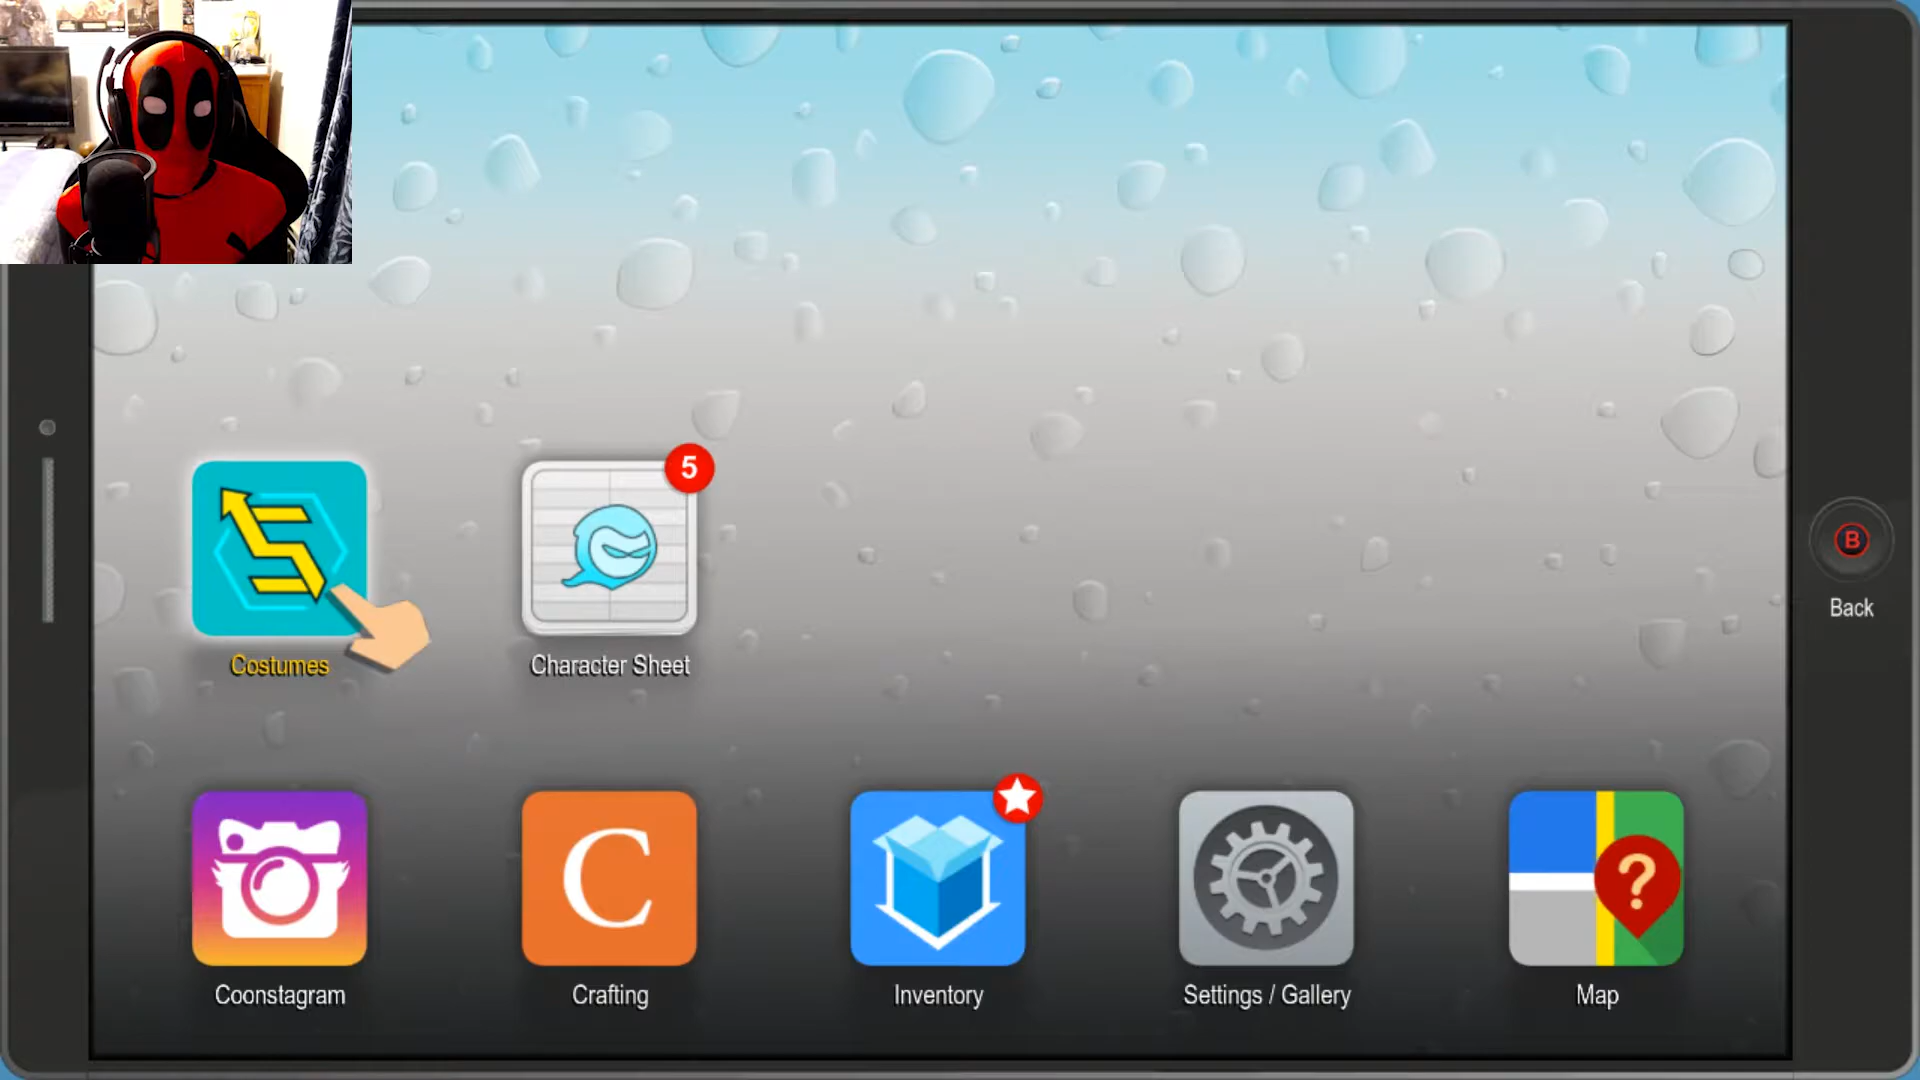 5
Costumes
Character Sheet
B
Back
C
Coonstagram
Crafting
Inventory
Settings / Gallery
?
Map